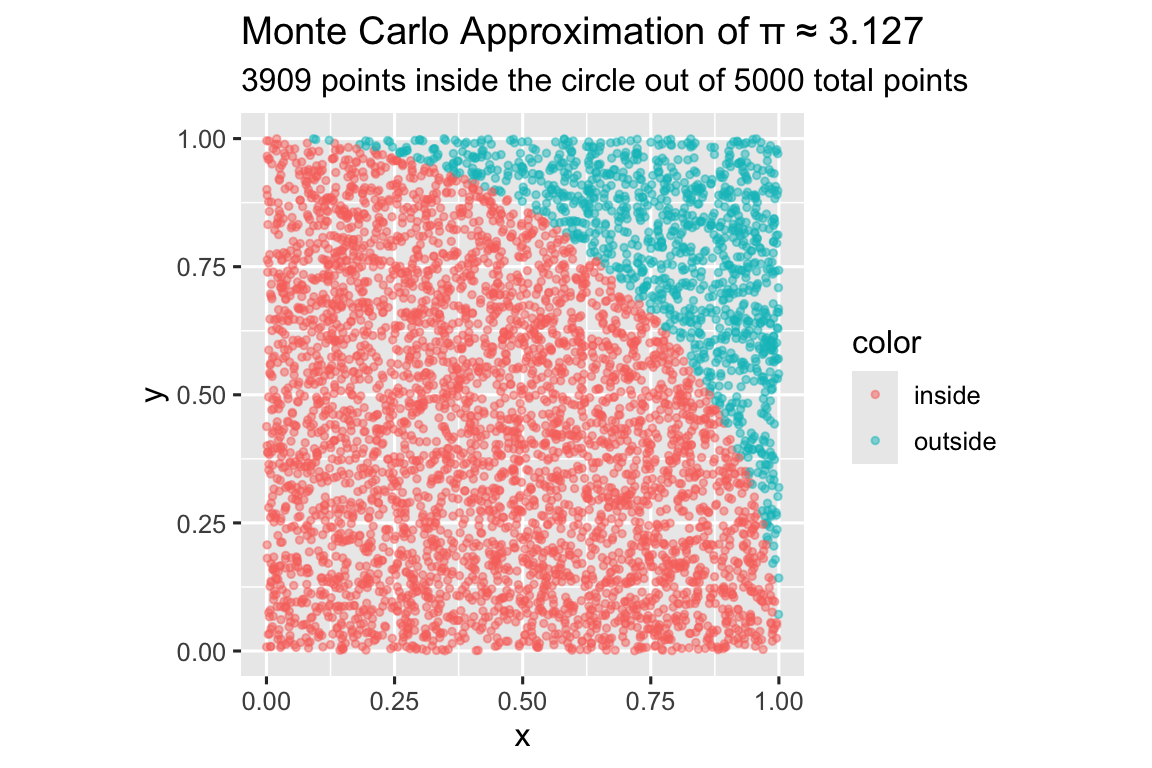 Monte Carlo Approximation of π ≈ 3.127
3909 points inside the circle out of 5000 total points
1.00
0.75
0.50
0.25
0.00
y
0.00 0.25 0.50 0.75 1.00
x
color
inside
outside